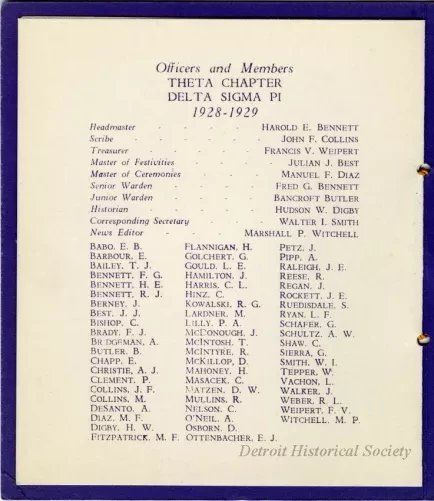 Officers and Members
THETA CHAPTER
DELTA SIGMA PI
1928-1929
Headmaster - - - - - HAROLD E. BENNETT
Scribe - - - - - - JOHN F. COLLINS
Treasurer - - - - - FRANCIS V. WEIPERT
Master of Festivities - - - - JULIAN J. BEST
Master of Ceremonies - - - - MANUEL F. DIAZ
Senior Warden - - - - - FRED G. BENNETT
Junior Warden - - - - - BANCROFT BUTLER
Historian - - - - - HUDSON W. DIGBY
Corresponding Secretary - - - WALTER I. SMITH
News Editor - - - - MARSHALL P. WITCHELL
BABO, E. B. FLANNIGAN, H. PETZ, J.
BARBOUR, E. GOLCHERT, G. PIPP, A.
BAILEY, T. J. GOULD, L. E. RALEIGH, J. E.
BENNETT, F. G. HAMILTON, J. REESE, R.
BENNETT, H. E. HARRIS, C. L. REGAN, J.
BENNETT, R. J. HINZ, C. ROCKETT, J. E.
BERNEY, J. KOWALSKI, R. G. RUEDISDALE, S.
BEST, J. J. LARDNER, M. RYAN, L. F.
BISHOP, C. LILLY, P. A. SCHAFER, G.
BRADY, F. J. McDONOUGH, J. SCHULTZ, A. W.
BRIDGEMAN, A. McINTOSH, T. SHAW, C.
BUTLER, B. McINTYRE, R. SIERRA, G.
CHAPP, E. McKILLOP, D. SMITH, W. I.
CHRISTIE, A. J. MAHONEY, H. TEPPER, W.
CLEMENT, P. MASACEK, C. VACHON, L.
COLLINS, J. F. MATZEN, D. W. WALKER, J.
COLLINS, M. MULLINS, R. WEBER, R. L.
DeSANTO, A. NELSON, C. WEIPERT, F. V.
DIAZ, M. F. O'NEIL, A. WITCHELL, M. P.
DIGBY, H. W. OSBORN, D.
FITZPATRICK, M. F. OTTENBACHER, E. J.
Detroit Historical Society